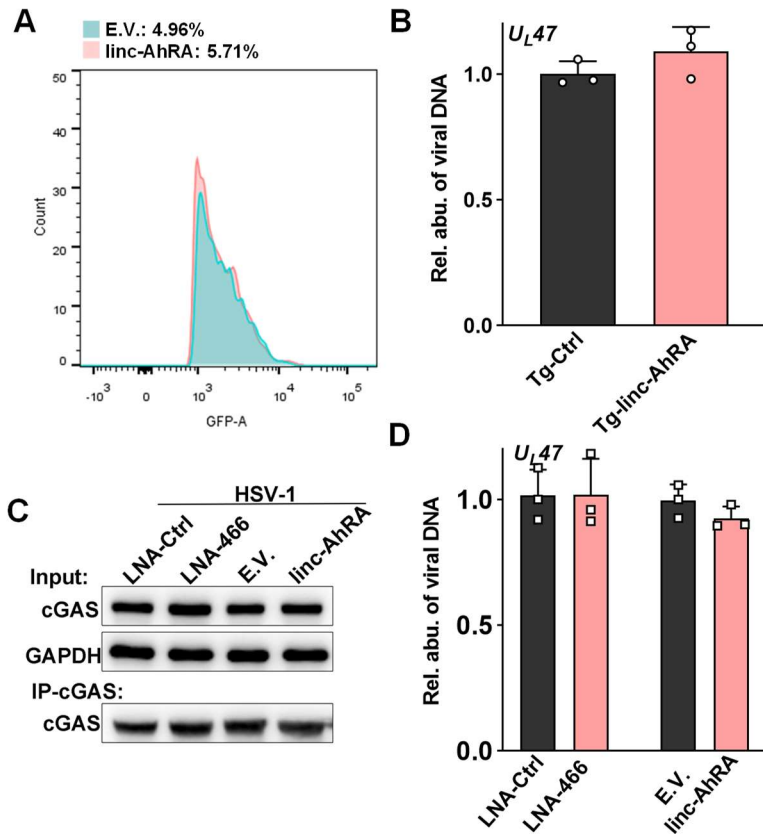 A
E.V.: 4.96%
linc-AhRA: 5.71%
50
40
30
20
10
0
Count
-10³ 0 10³ 10⁴ 10⁵
GFP-A
B
Uʟ47
1.0
0.5
0.0
Rel. abu. of viral DNA
Tg-Ctrl
Tg-linc-AhRA
C
HSV-1
LNA-Ctrl LNA-466 E.V. linc-AhRA
Input:
cGAS
GAPDH
IP-cGAS:
cGAS
D
Uʟ47
1.0
0.5
0.0
Rel. abu. of viral DNA
LNA-Ctrl
LNA-466
E.V.
linc-AhRA